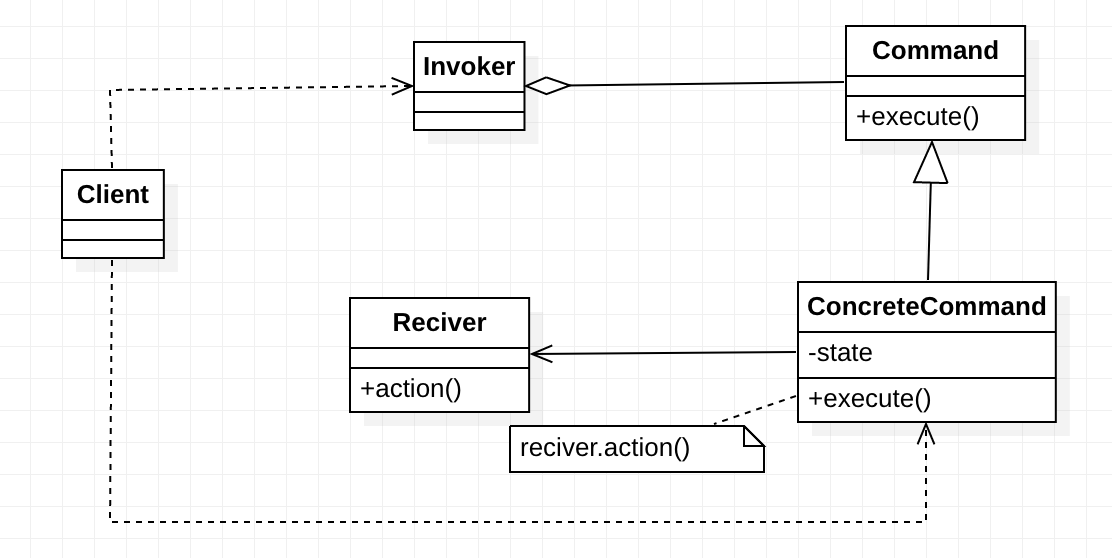 Invoker
Command
+execute()
Client
Reciver
+action()
ConcreteCommand
-state
+execute()
reciver.action()